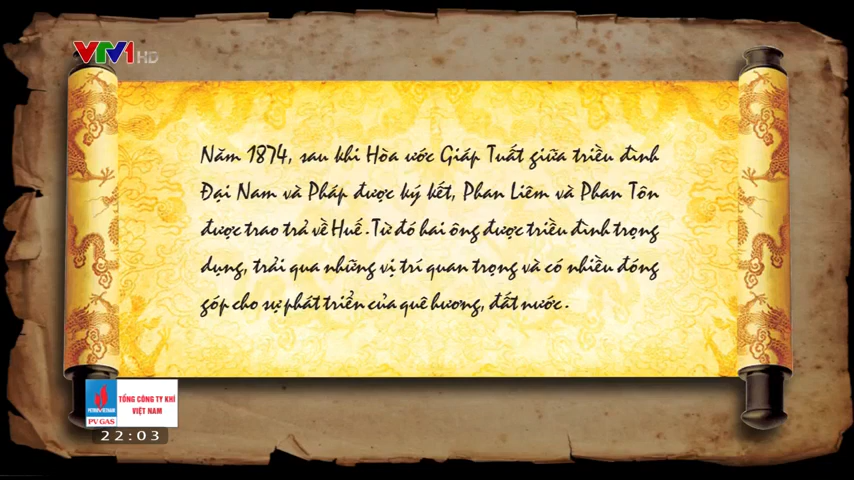 VTV1 HD
Năm 1874, sau khi Hòa ước Giáp Tuất giữa triều đình
Đại Nam và Pháp được ký kết, Phan Liêm và Phan Tôn
được trao trả về Huế. Từ đó hai ông được triều đình trọng
dụng, trải qua những vị trí quan trọng và có nhiều đóng
góp cho sự phát triển của quê hương, đất nước.
PETROVIETNAM
PV GAS
TỔNG CÔNG TY KHÍ
VIỆT NAM
22:03